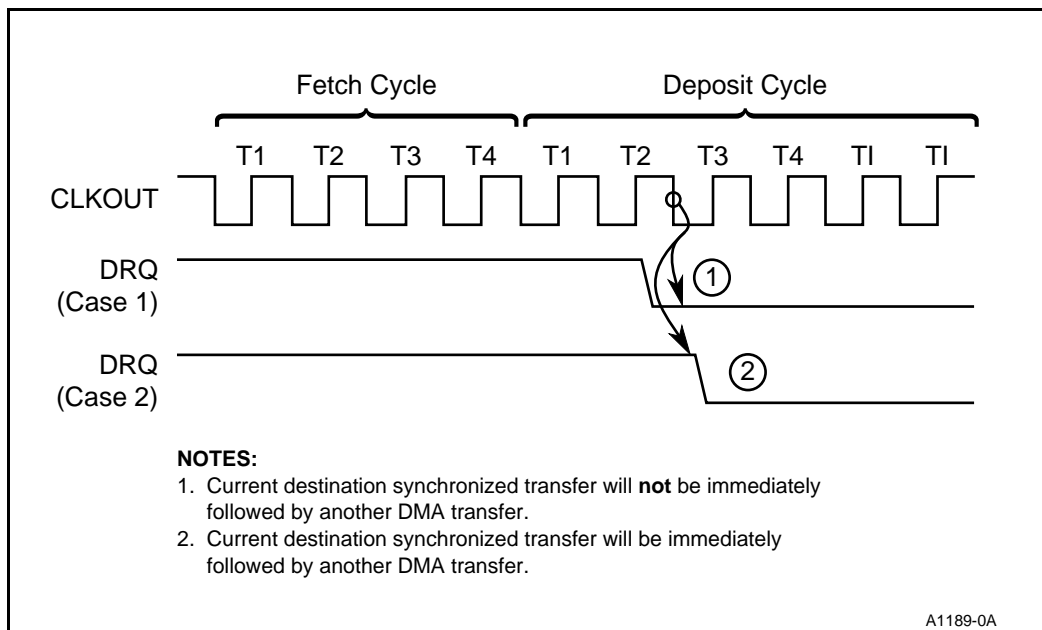 Fetch Cycle Deposit Cycle
T1 T2 T3 T4 T1 T2 T3 T4 TI TI
CLKOUT
DRQ
(Case 1)
1
DRQ
(Case 2)
2
NOTES:
1. Current destination synchronized transfer will not be immediately
followed by another DMA transfer.
2. Current destination synchronized transfer will be immediately
followed by another DMA transfer.
A1189-0A